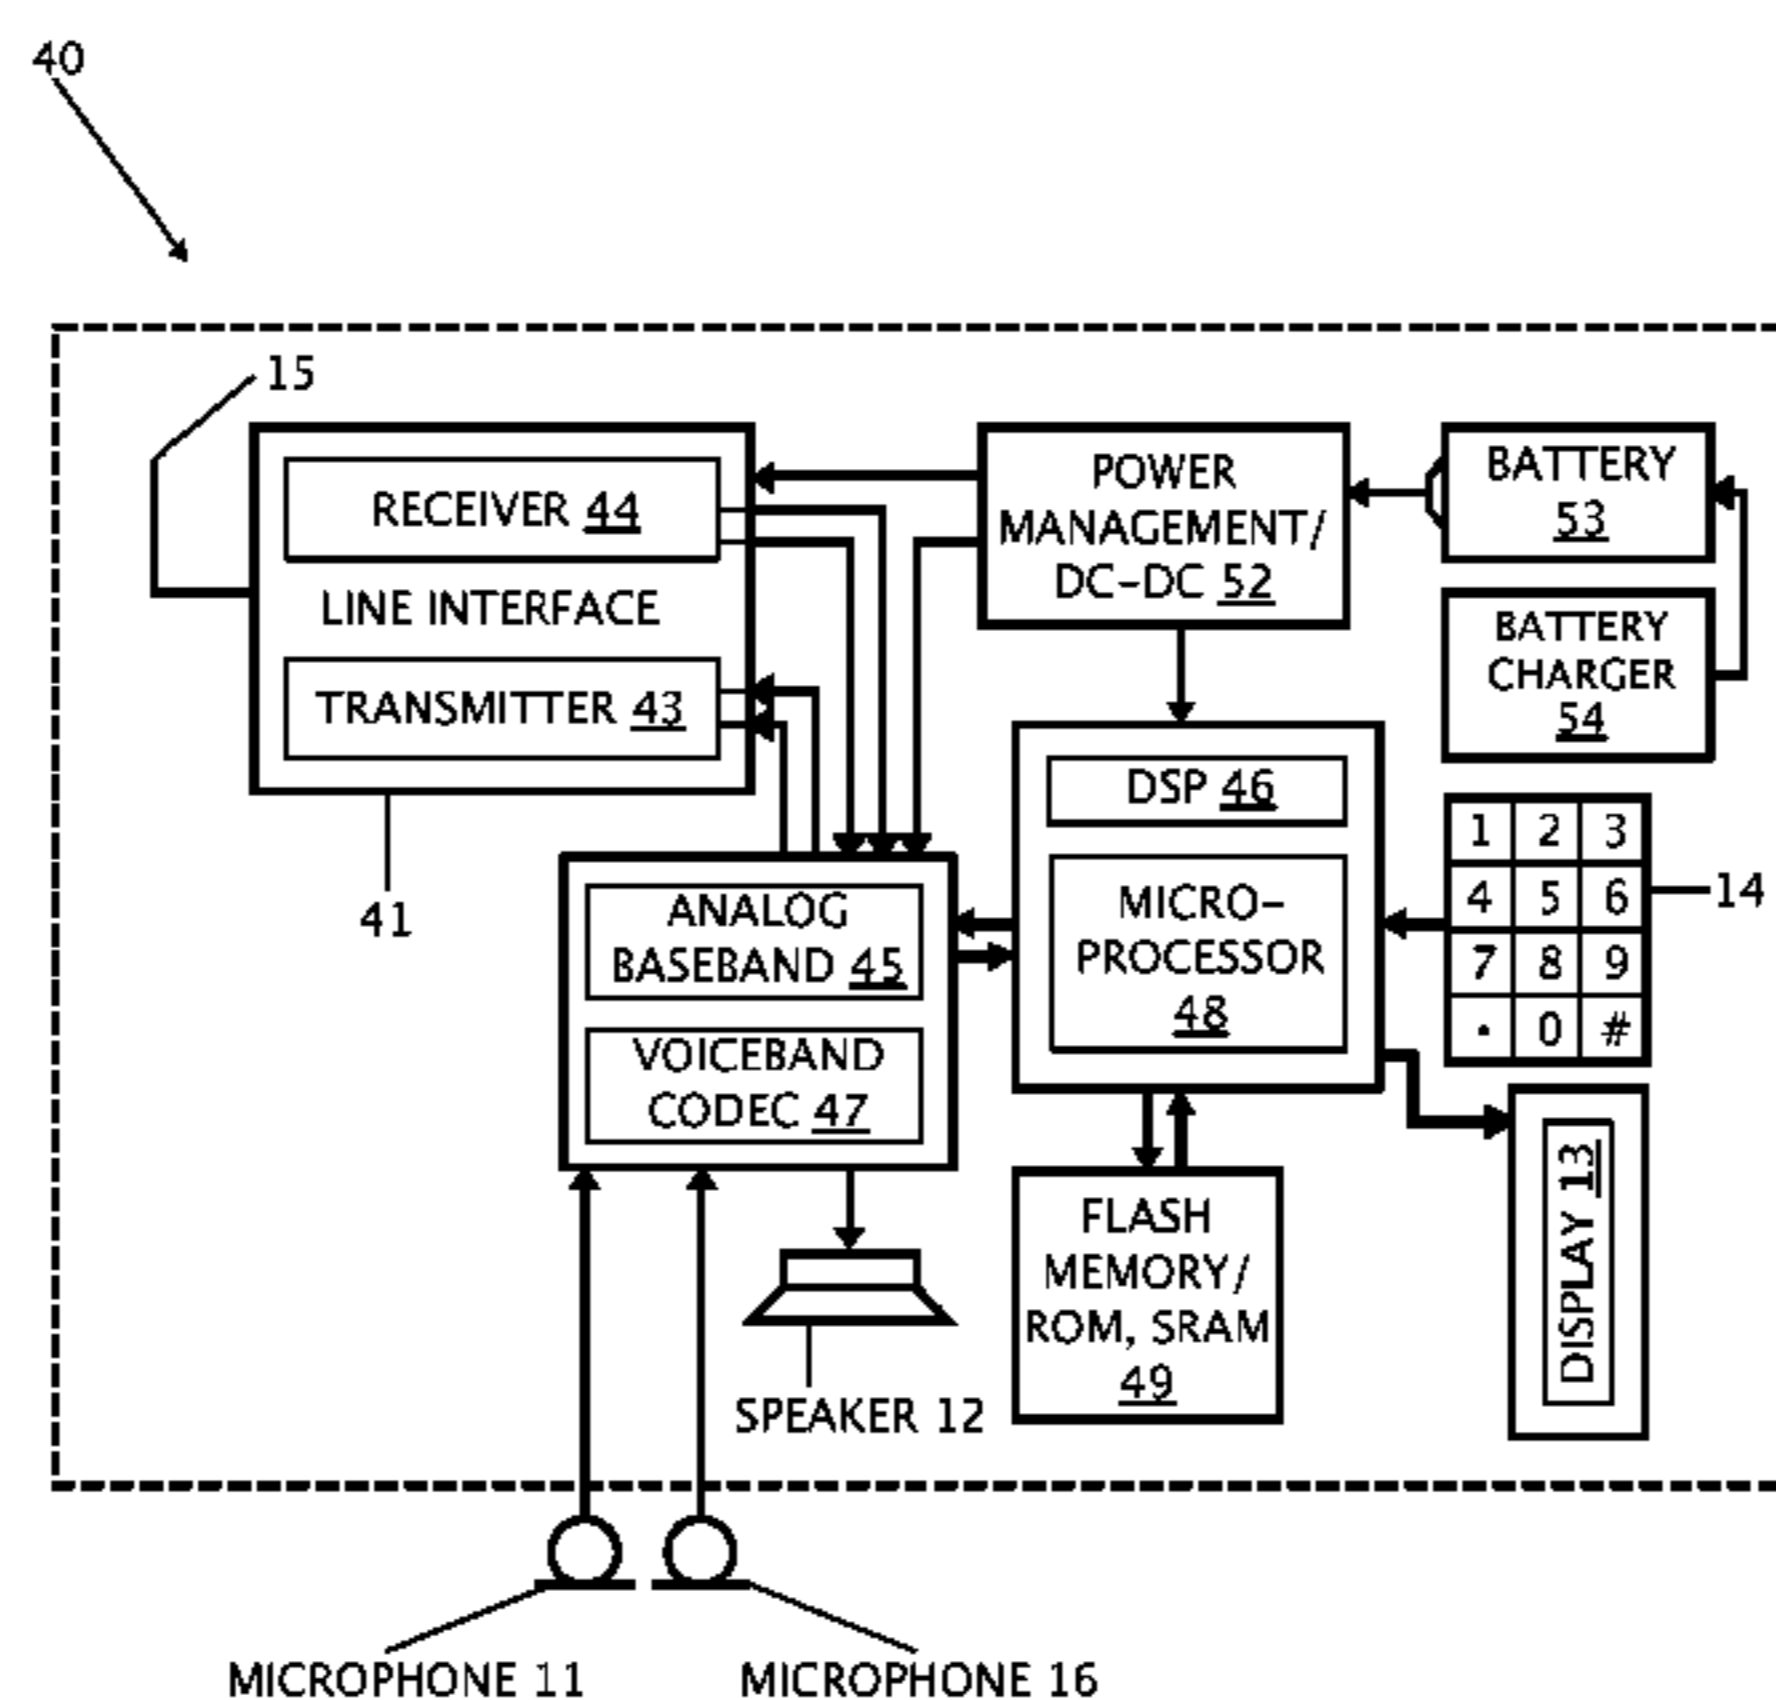 40
15
RECEIVER 44
LINE INTERFACE
TRANSMITTER 43
41
POWER
MANAGEMENT/
DC-DC 52
BATTERY
53
BATTERY
CHARGER
54
DSP 46
MICRO-
PROCESSOR
48
1 2 3
4 5 6
7 8 9
• 0 #
14
ANALOG
BASEBAND 45
VOICEBAND
CODEC 47
FLASH
MEMORY/
ROM, SRAM
49
DISPLAY 13
SPEAKER 12
MICROPHONE 11
MICROPHONE 16